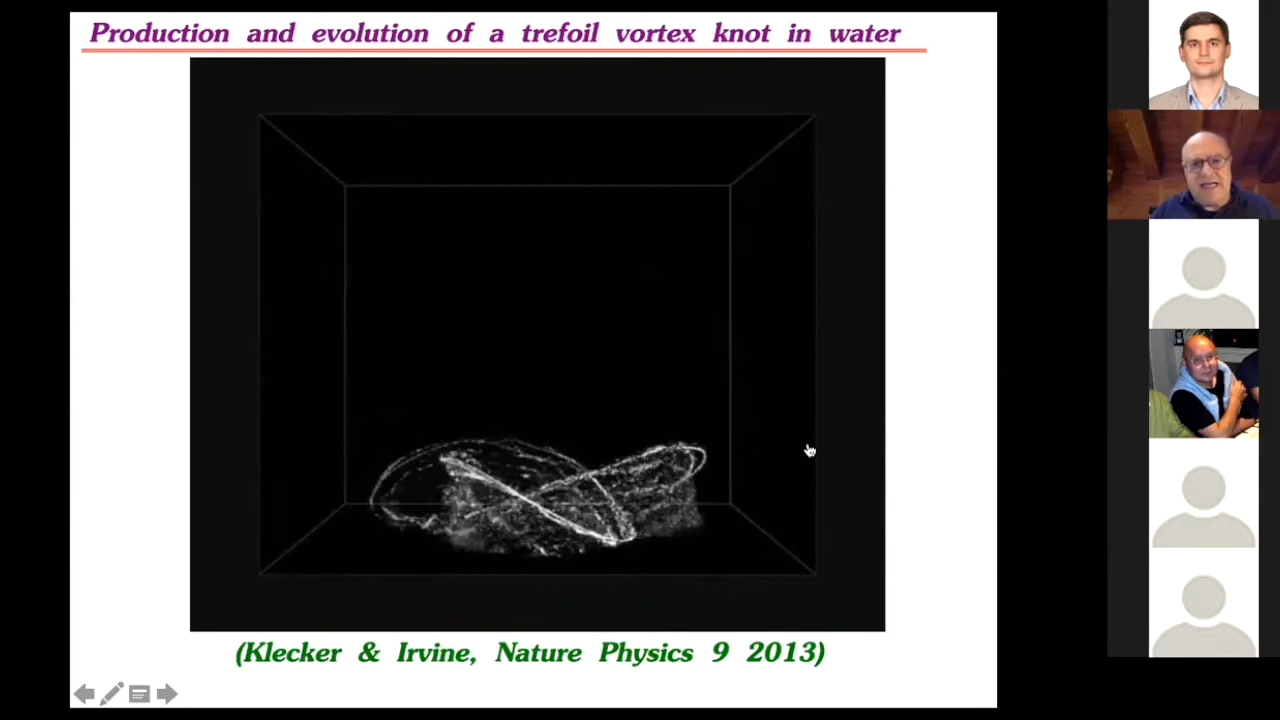 Production and evolution of a trefoil vortex knot in water
(Klecker & Irvine, Nature Physics 9 2013)